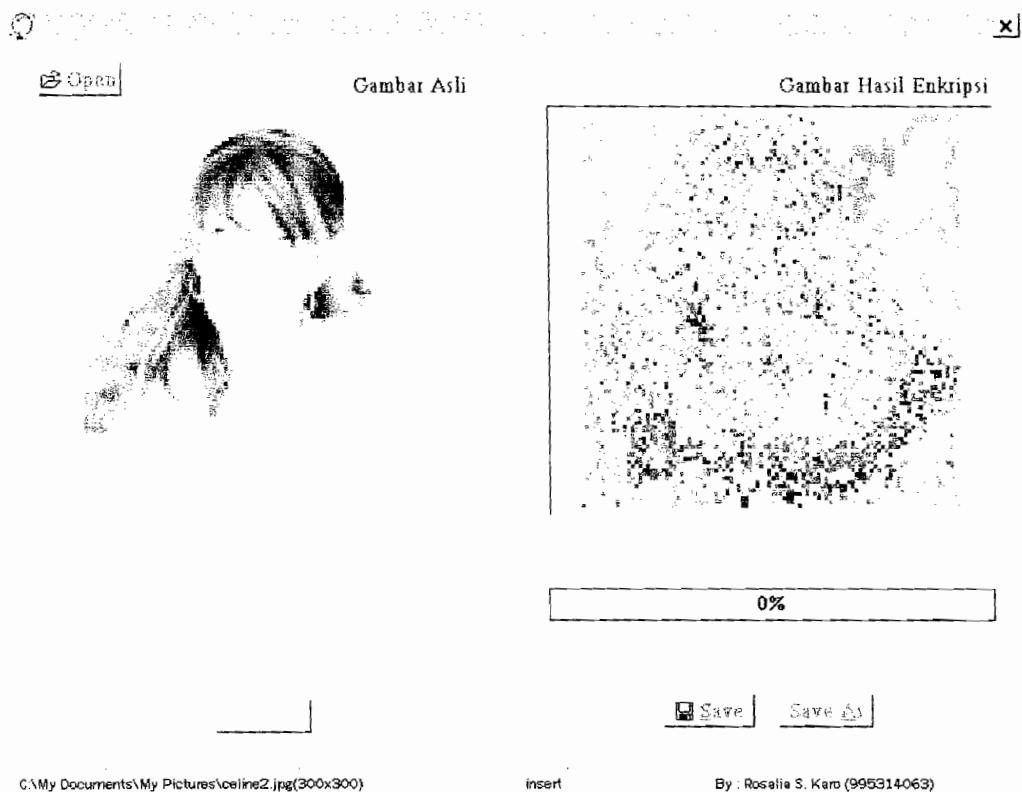 Open
Gambar Asli
Gambar Hasil Enkripsi
0%
Save
Save As
C:\My Documents\My Pictures\celine2.jpg(300x300)
insert
By : Rosalia S. Karo (995314063)